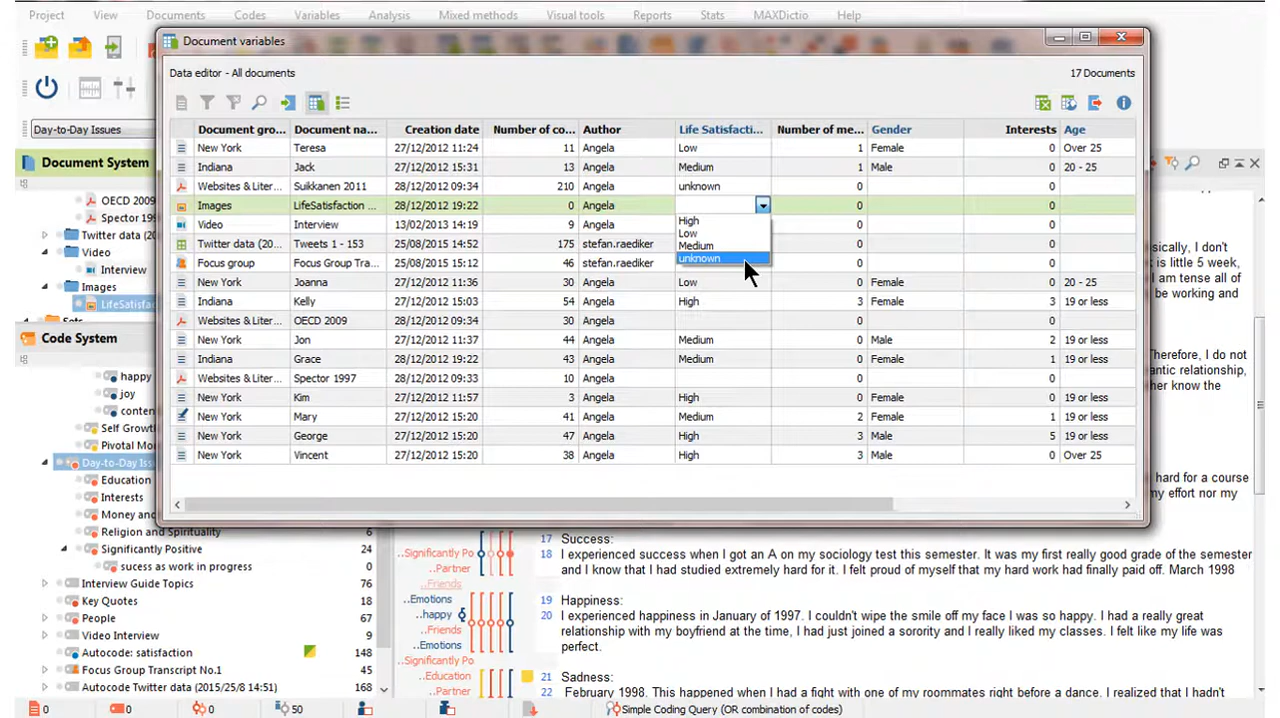 Project View Documents Codes Variables Analysis Mixed methods Visual tools Reports Stats MAXDictio Help
Document variables
Data editor - All documents 17 Documents
Day-to-Day Issues
Document gro... Document na... Creation date Number of co... Author Life Satisfacti... Number of me... Gender Interests Age
New York Teresa 27/12/2012 11:24 11 Angela Low 1 Female 0 Over 25
Indiana Jack 27/12/2012 15:31 13 Angela Medium 1 Male 0 20 - 25
Websites & Liter... Suikkanen 2011 28/12/2012 09:34 210 Angela unknown 0 0
Images LifeSatisfaction ... 28/12/2012 19:22 0 Angela 0 0
Video Interview 13/02/2013 14:19 9 Angela 0 0
Twitter data (20... Tweets 1 - 153 25/08/2015 14:52 175 stefan.raediker 0 0
Focus group Focus Group Tra... 25/08/2015 15:12 46 stefan.raediker 0 0
High
Low
Medium
unknown
New York Joanna 27/12/2012 11:36 30 Angela Low 0 Female 0 20 - 25
Indiana Kelly 27/12/2012 15:03 54 Angela High 3 Female 3 19 or less
Websites & Liter... OECD 2009 28/12/2012 09:34 30 Angela 0 0
New York Jon 27/12/2012 11:37 44 Angela Medium 0 Male 2 19 or less
Indiana Grace 28/12/2012 19:22 43 Angela Medium 0 Female 1 19 or less
Websites & Liter... Spector 1997 28/12/2012 09:33 10 Angela 0 0
New York Kim 27/12/2012 11:57 3 Angela High 0 Female 0 19 or less
New York Mary 27/12/2012 15:20 41 Angela Medium 2 Female 1 19 or less
New York George 27/12/2012 15:20 47 Angela High 3 Male 5 19 or less
New York Vincent 27/12/2012 15:20 38 Angela High 3 Male 0 Over 25
Document System
OECD 2009
Spector 199
Twitter data (20
Video
Interview
Images
LifeSatisfac
Code System
happy
joy
conten
Self Growth
Pivotal Mo
Day-to-Day Iss
Education
Interests
Money and
Religion and Spirituality 6
Significantly Positive 24
sucess as work in progress 0
Interview Guide Topics 76
Key Quotes 18
People 67
Video Interview 9
Autocode: satisfaction 148
Focus Group Transcript No.1 45
Autocode Twitter data (2015/25/8 14:51) 168
sically, I don't
is little 5 week,
I am tense all of
be working and
Therefore, I do not
antic relationship,
her know the
hard for a course
my effort nor my
..Significantly Po
..Partner
..Friends
..Emotions
..happy
..Friends
..Emotions
..Significantly Po
..Education
..Partner
17 Success:
18 I experienced success when I got an A on my sociology test this semester. It was my first really good grade of the semester
and I know that I had studied extremely hard for it. I felt proud of myself that my hard work had finally paid off. March 1998
19 Happiness:
20 I experienced happiness in January of 1997. I couldn't wipe the smile off my face I was so happy. I had a really great
relationship with my boyfriend at the time, I had just joined a sorority and I really liked my classes. I felt like my life was
perfect.
21 Sadness:
22 February 1998. This happened when I had a fight with one of my roommates right before a dance. I realized that I hadn't
0 0 0 50 0 Simple Coding Query (OR combination of codes)